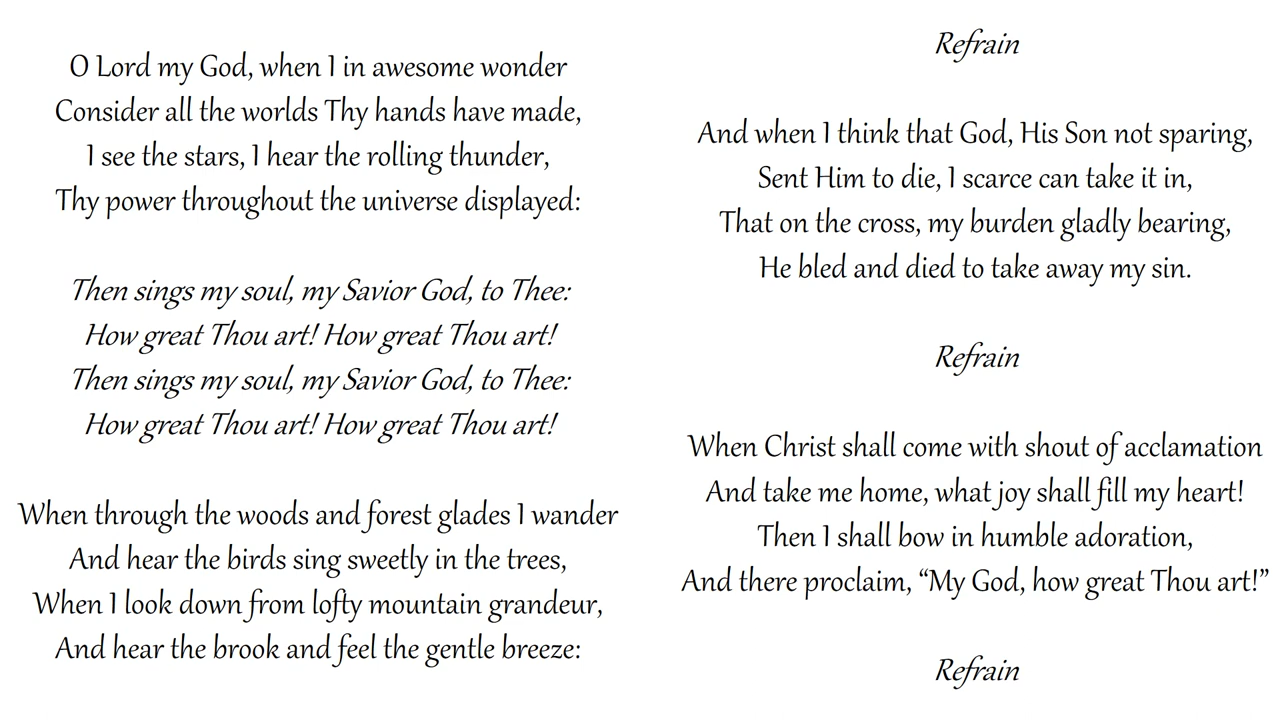 O Lord my God, when I in awesome wonder
Consider all the worlds Thy hands have made,
I see the stars, I hear the rolling thunder,
Thy power throughout the universe displayed:
Then sings my soul, my Savior God, to Thee:
How great Thou art! How great Thou art!
Then sings my soul, my Savior God, to Thee:
How great Thou art! How great Thou art!
When through the woods and forest glades I wander
And hear the birds sing sweetly in the trees,
When I look down from lofty mountain grandeur,
And hear the brook and feel the gentle breeze:
Refrain
And when I think that God, His Son not sparing,
Sent Him to die, I scarce can take it in,
That on the cross, my burden gladly bearing,
He bled and died to take away my sin.
Refrain
When Christ shall come with shout of acclamation
And take me home, what joy shall fill my heart!
Then I shall bow in humble adoration,
And there proclaim, “My God, how great Thou art!”
Refrain